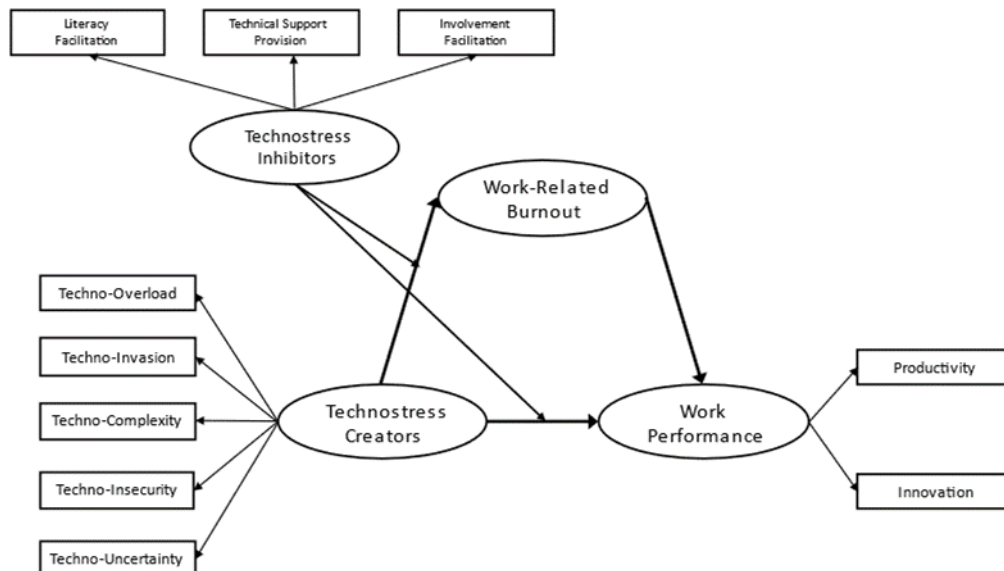 Literacy
Facilitation
Technical Support
Provision
Involvement
Facilitation
Technostress
Inhibitors
Work-Related
Burnout
Techno-Overload
Techno-Invasion
Techno-Complexity
Techno-Insecurity
Techno-Uncertainty
Technostress
Creators
Work
Performance
Productivity
Innovation